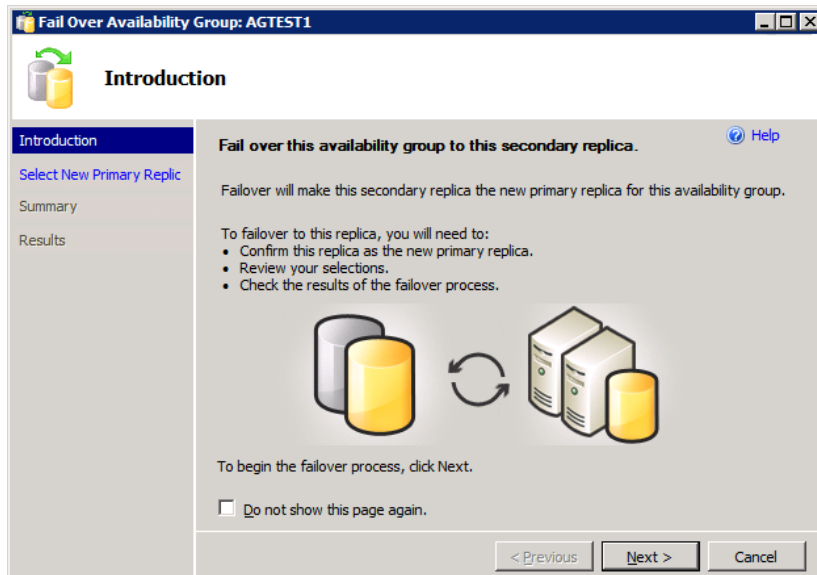 Fail Over Availability Group: AGTEST1
Introduction
Introduction
Select New Primary Replic
Summary
Results
Help
Fail over this availability group to this secondary replica.
Failover will make this secondary replica the new primary replica for this availability group.
To failover to this replica, you will need to:
• Confirm this replica as the new primary replica.
• Review your selections.
• Check the results of the failover process.
To begin the failover process, click Next.
Do not show this page again.
< Previous
Next >
Cancel